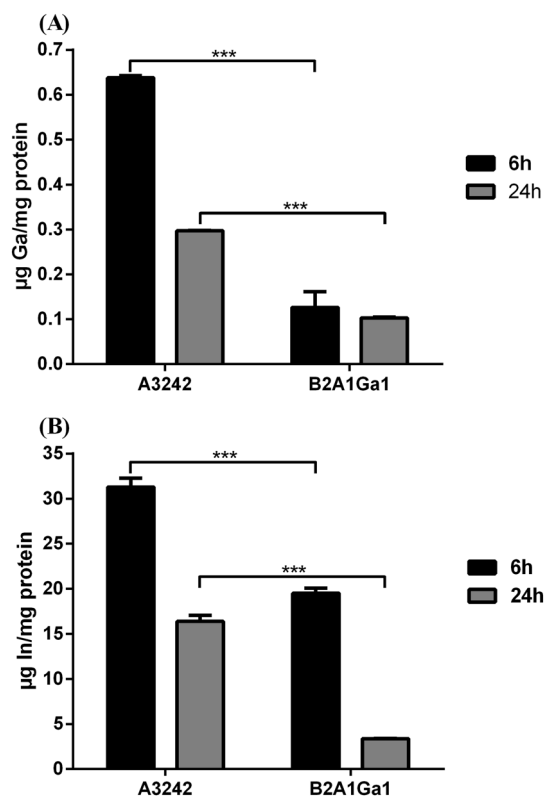 (A)
µg Ga/mg protein
0.7
0.6
0.5
0.4
0.3
0.2
0.1
0.0
***
***
6h
24h
A3242
B2A1Ga1
(B)
µg In/mg protein
35
30
25
20
15
10
5
0
***
***
6h
24h
A3242
B2A1Ga1